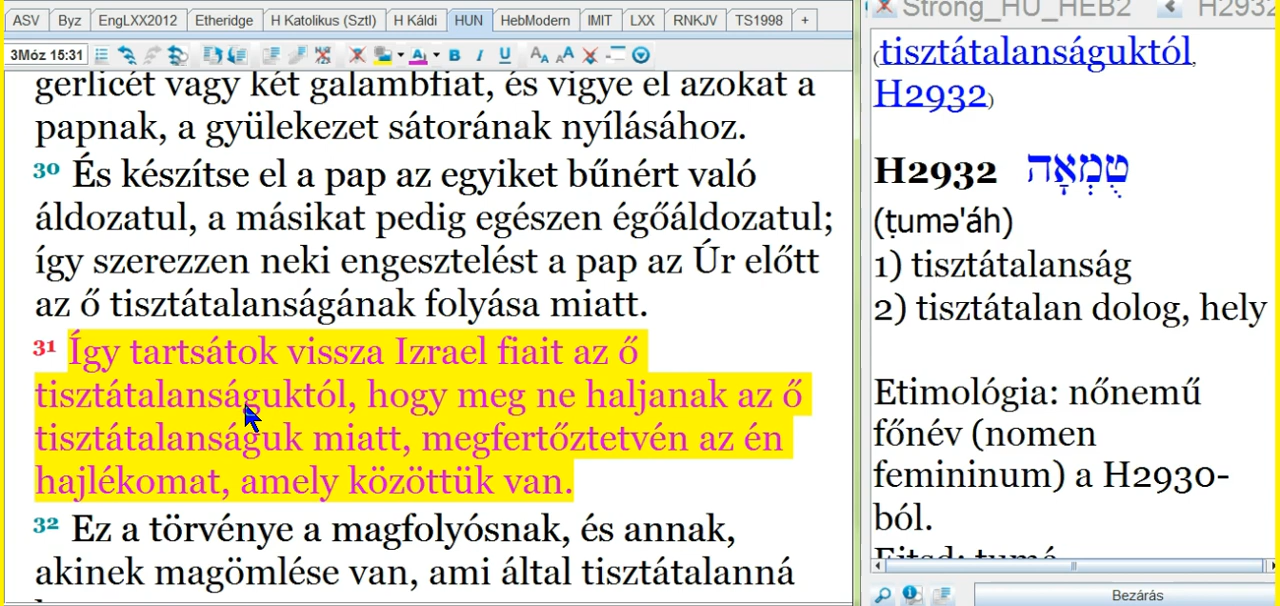 ASV Byz EngLXX2012 Etheridge H Katolikus (Sztl) H Káldi HUN HebModern IMIT LXX RNKJV TS1998 +
3Móz 15:31
gerlicét vagy két galambfiat, és vigye el azokat a
papnak, a gyülekezet sátorának nyílásához.
30 És készítse el a pap az egyiket bűnért való
áldozatul, a másikat pedig egészen égőáldozatul;
így szerezzen neki engesztelést a pap az Úr előtt
az ő tisztátalanságának folyása miatt.
31 Így tartsátok vissza Izrael fiait az ő
tisztátalanságuktól, hogy meg ne haljanak az ő
tisztátalanságuk miatt, megfertőztetvén az én
hajlékomat, amely közöttük van.
32 Ez a törvénye a magfolyósnak, és annak,
akinek magömlése van, ami által tisztátalanná
Strong_HU_HEB2 H2932
(tisztátalanságuktól,
H2932)
H2932 טֻמְאָה
(ṭumə'áh)
1) tisztátalanság
2) tisztátalan dolog, hely
Etimológia: nőnemű
főnév (nomen
femininum) a H2930-
ból.
Bezárás